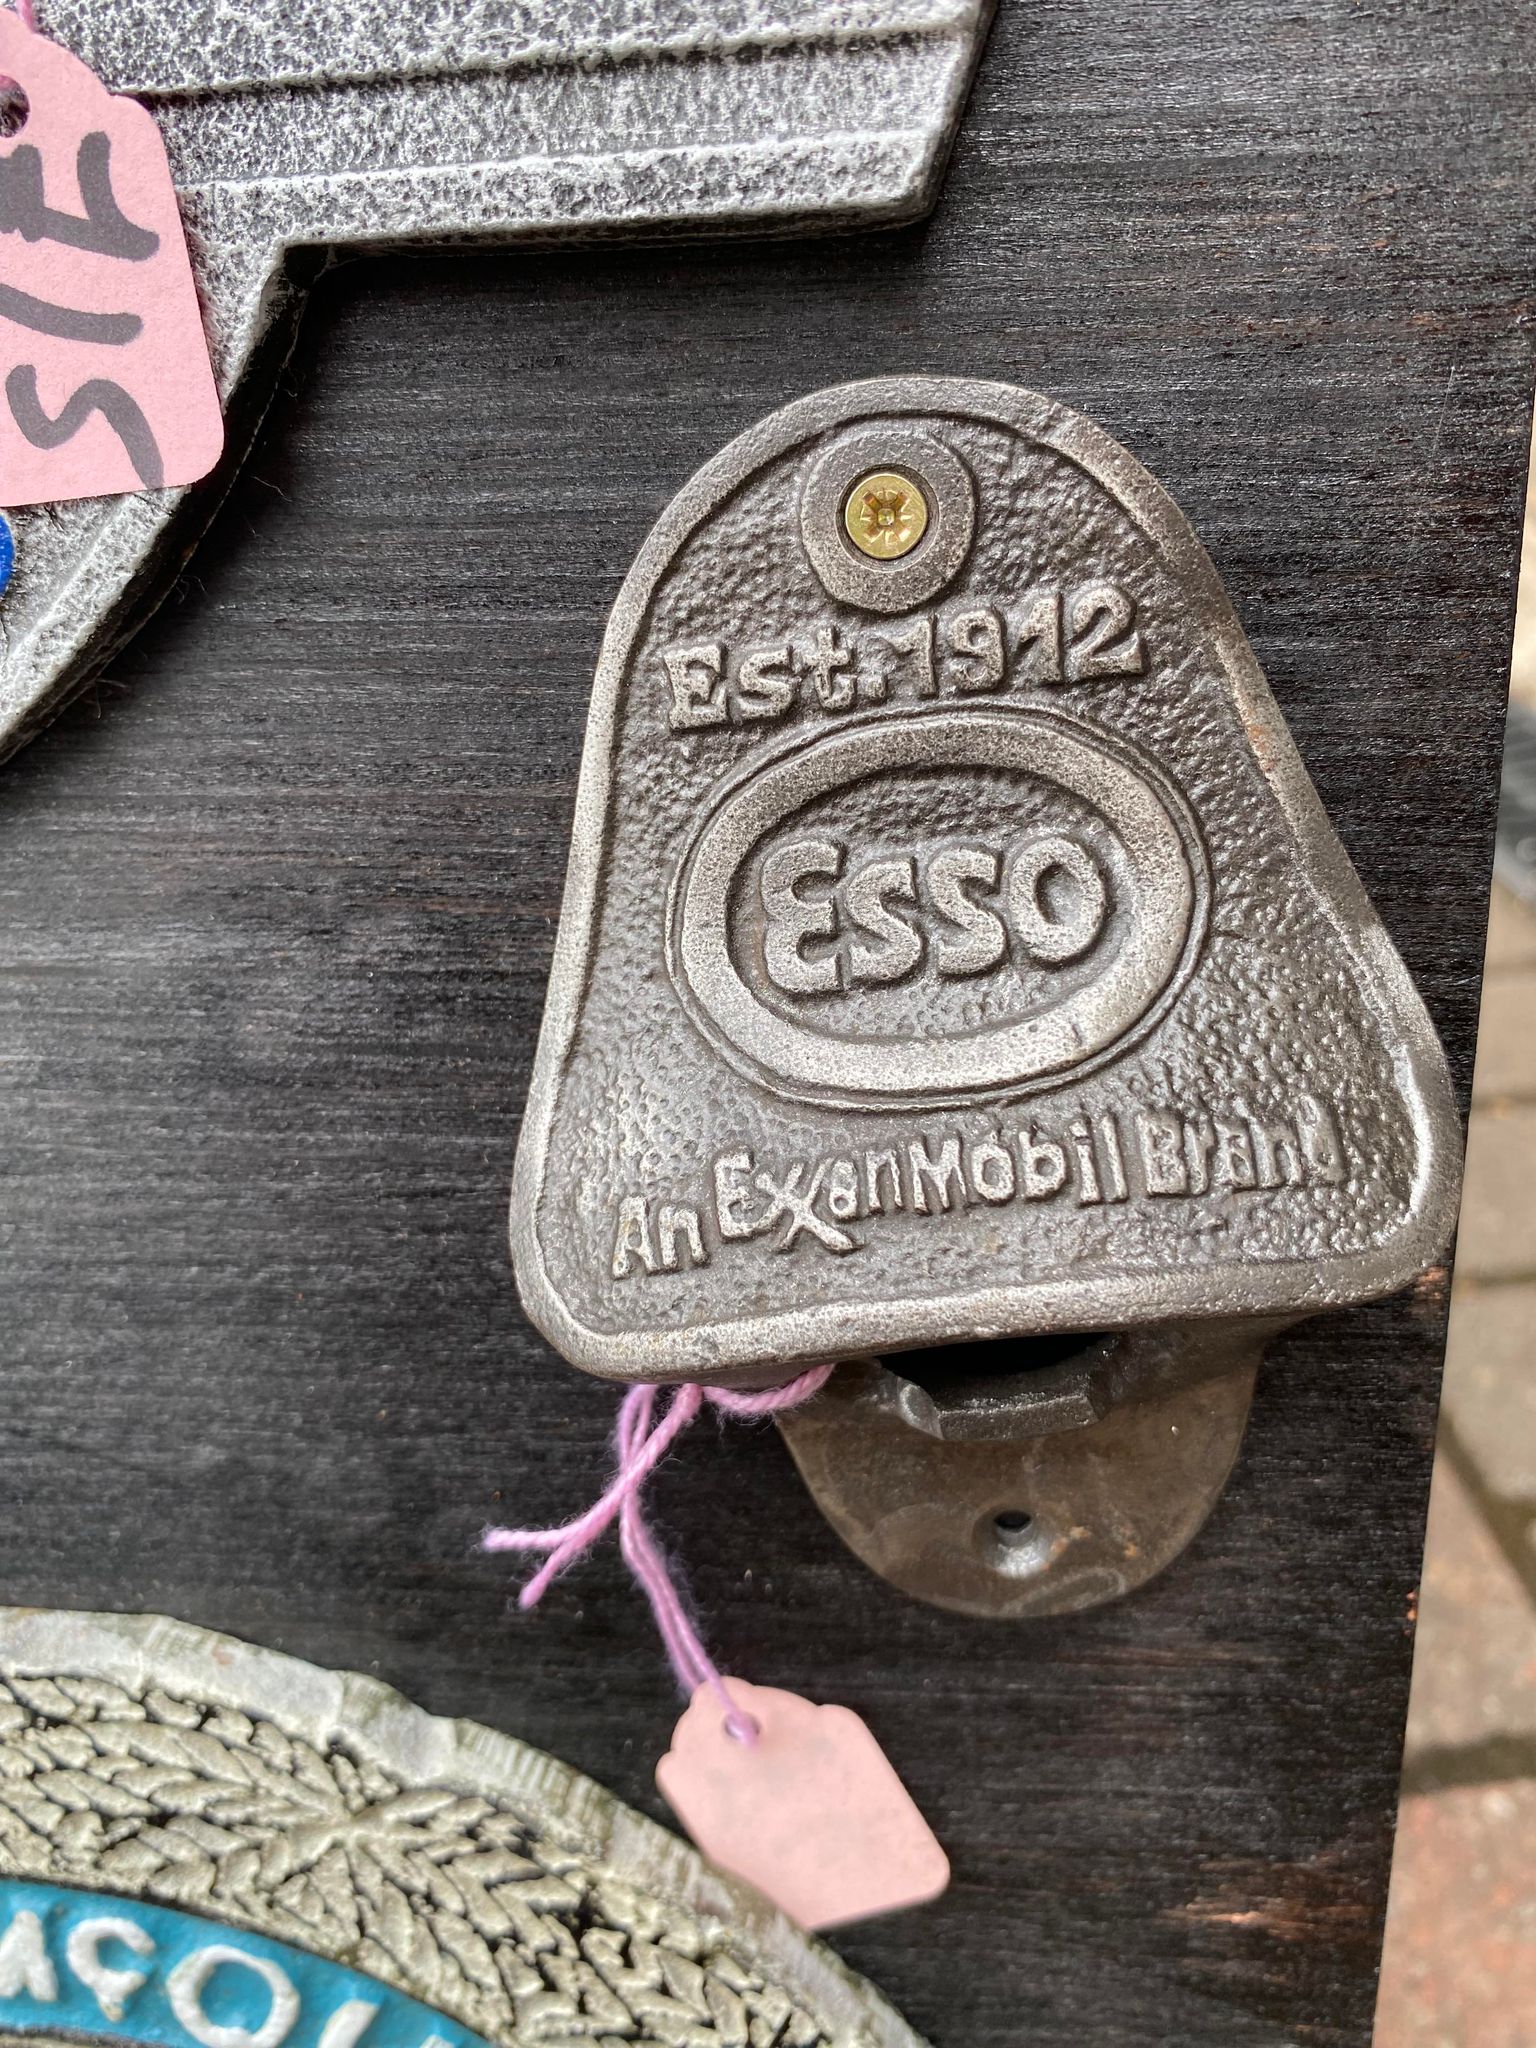 Est. 1912
Esso
An ExxonMobil Brand